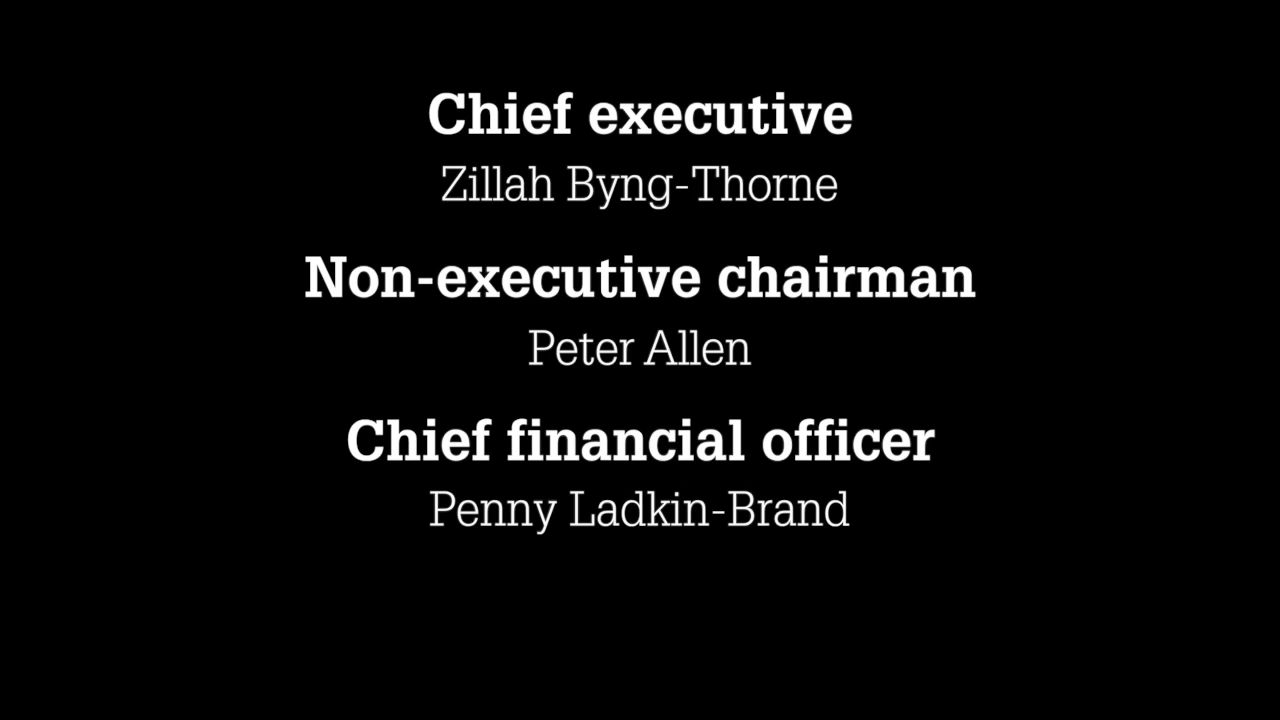 Chief executive
Zillah Byng-Thorne
Non-executive chairman
Peter Allen
Chief financial officer
Penny Ladkin-Brand